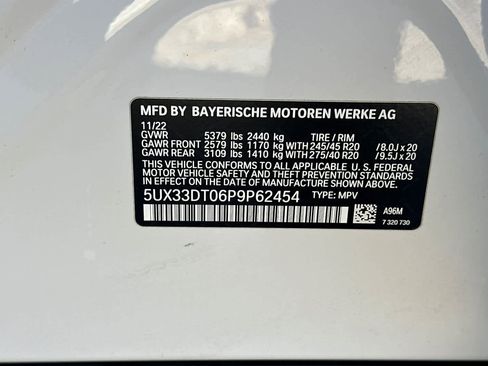 MFD BY BAYERISCHE MOTOREN WERKE AG
11/22
GVWR 5379 lbs 2440 kg TIRE / RIM
GAWR FRONT 2579 lbs 1170 kg WITH 245/45 R20 /8.0J x 20
GAWR REAR 3109 lbs 1410 kg WITH 275/40 R20 /9.5J x 20
THIS VEHICLE CONFORMS TO ALL APPLICABLE U. S. FEDERAL
MOTOR VEHICLE SAFETY AND THEFT PREVENTION STANDARDS
IN EFFECT ON THE DATE OF MANUFACTURE SHOWN ABOVE.
5UX33DT06P9P62454 TYPE: MPV
A96M
7 320 730